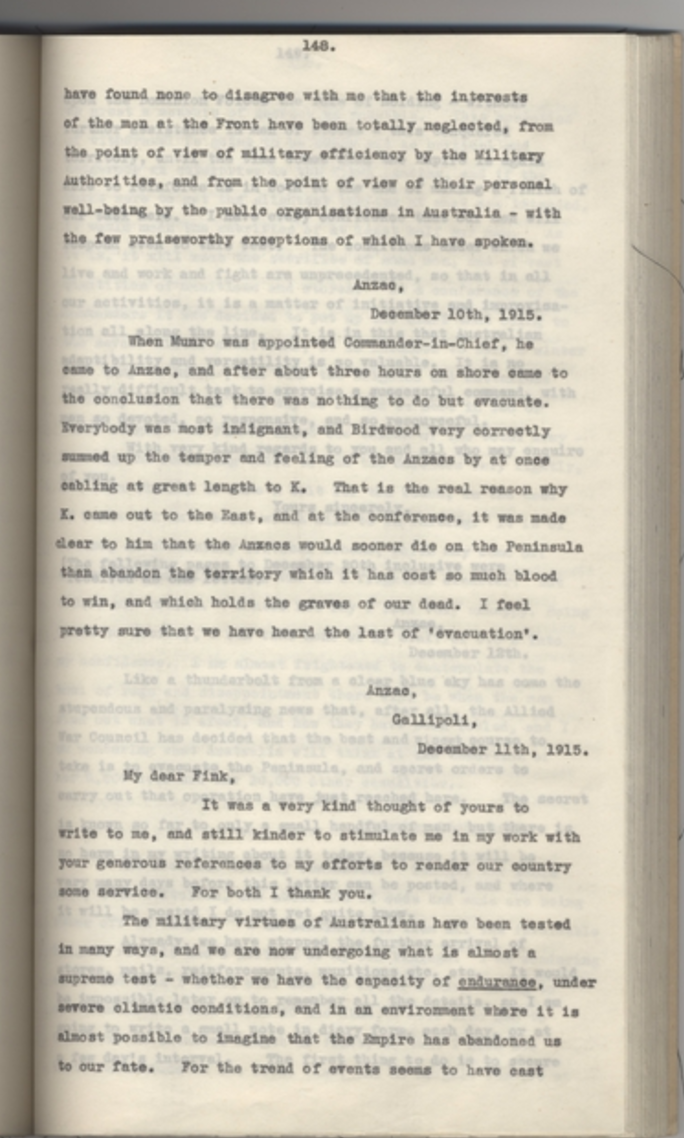 148.
have found none to disagree with me that the interests
of the men at the Front have been totally neglected, from
the point of view of military efficiency by the Military
Authorities, and from the point of view of their personal
well-being by the public organisations in Australia - with
the few praiseworthy exceptions of which I have spoken.
Anzac,
December 10th, 1915.
When Munro was appointed Commander-in-Chief, he
came to Anzac, and after about three hours on shore came to
the conclusion that there was nothing to do but evacuate.
Everybody was most indignant, and Birdwood very correctly
summed up the temper and feeling of the Anzacs by at once
cabling at great length to K. That is the real reason why
K. came out to the East, and at the conference, it was made
clear to him that the Anzacs would sooner die on the Peninsula
than abandon the territory which it has cost so much blood
to win, and which holds the graves of our dead. I feel
pretty sure that we have heard the last of 'evacuation'.
Anzac,
Gallipoli,
December 11th, 1915.
My dear Fink,
It was a very kind thought of yours to
write to me, and still kinder to stimulate me in my work with
your generous references to my efforts to render our country
some service. For both I thank you.
The military virtues of Australians have been tested
in many ways, and we are now undergoing what is almost a
supreme test - whether we have the capacity of endurance, under
severe climatic conditions, and in an environment where it is
almost possible to imagine that the Empire has abandoned us
to our fate. For the trend of events seems to have cast